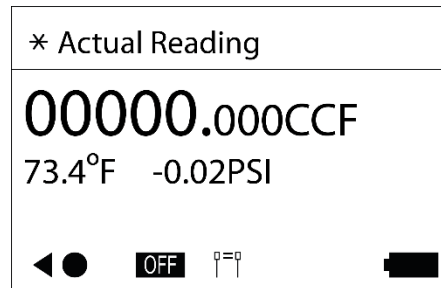 * Actual Reading
00000.000CCF
73.4°F -0.02PSI
OFF